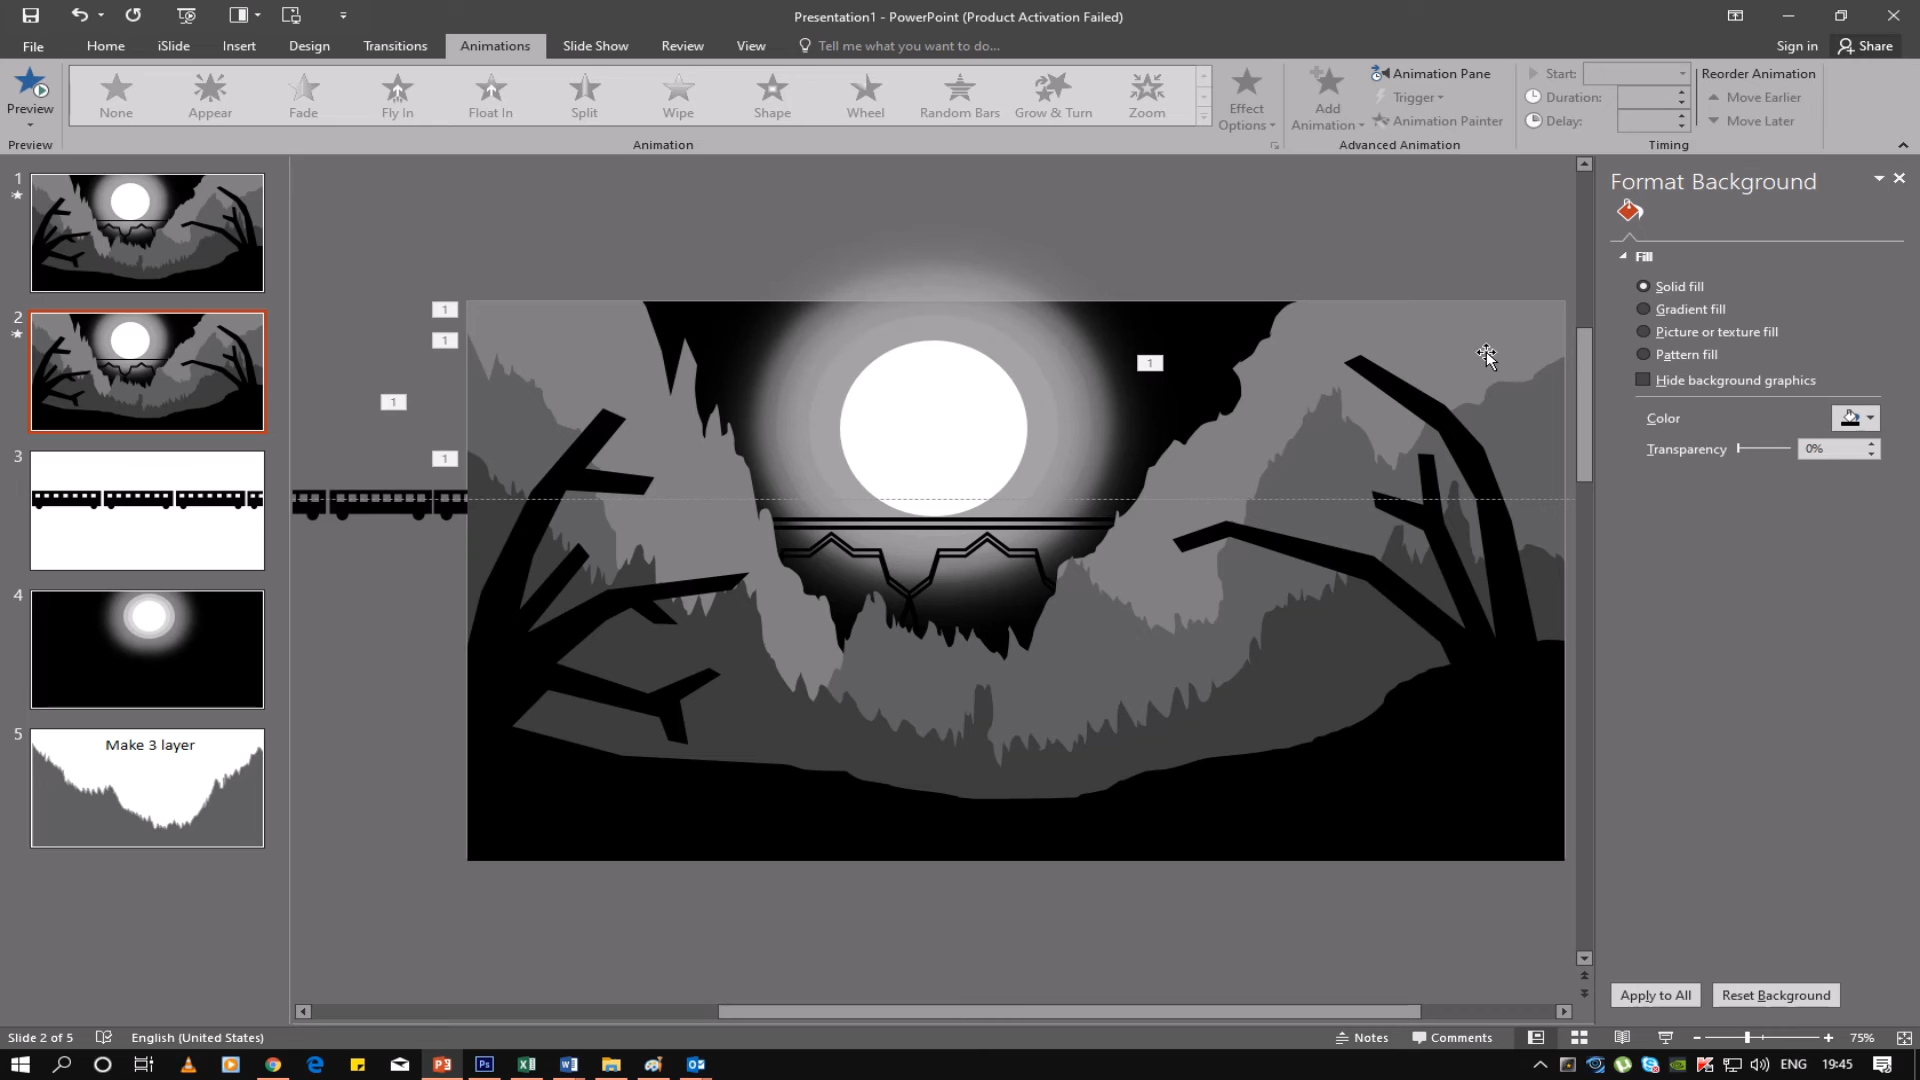 Presentation1 - PowerPoint (Product Activation Failed)
File Home iSlide Insert Design Transitions Animations Slide Show Review View Tell me what you want to do... Sign in Share
Preview None Appear Fade Fly In Float In Split Wipe Shape Wheel Random Bars Grow & Turn Zoom Effect Options Add Animation
Animation Pane Start: Reorder Animation
Trigger Duration: Move Earlier
Animation Painter Delay: Move Later
Preview Animation Advanced Animation Timing
Format Background
Fill
Solid fill
Gradient fill
Picture or texture fill
Pattern fill
Hide background graphics
Color
Transparency 0%
Apply to All Reset Background
1
2
3
4
5
Make 3 layer
1
1
1
1
1
Slide 2 of 5 English (United States) Notes Comments 75%
P3 Ps ENG 19:45